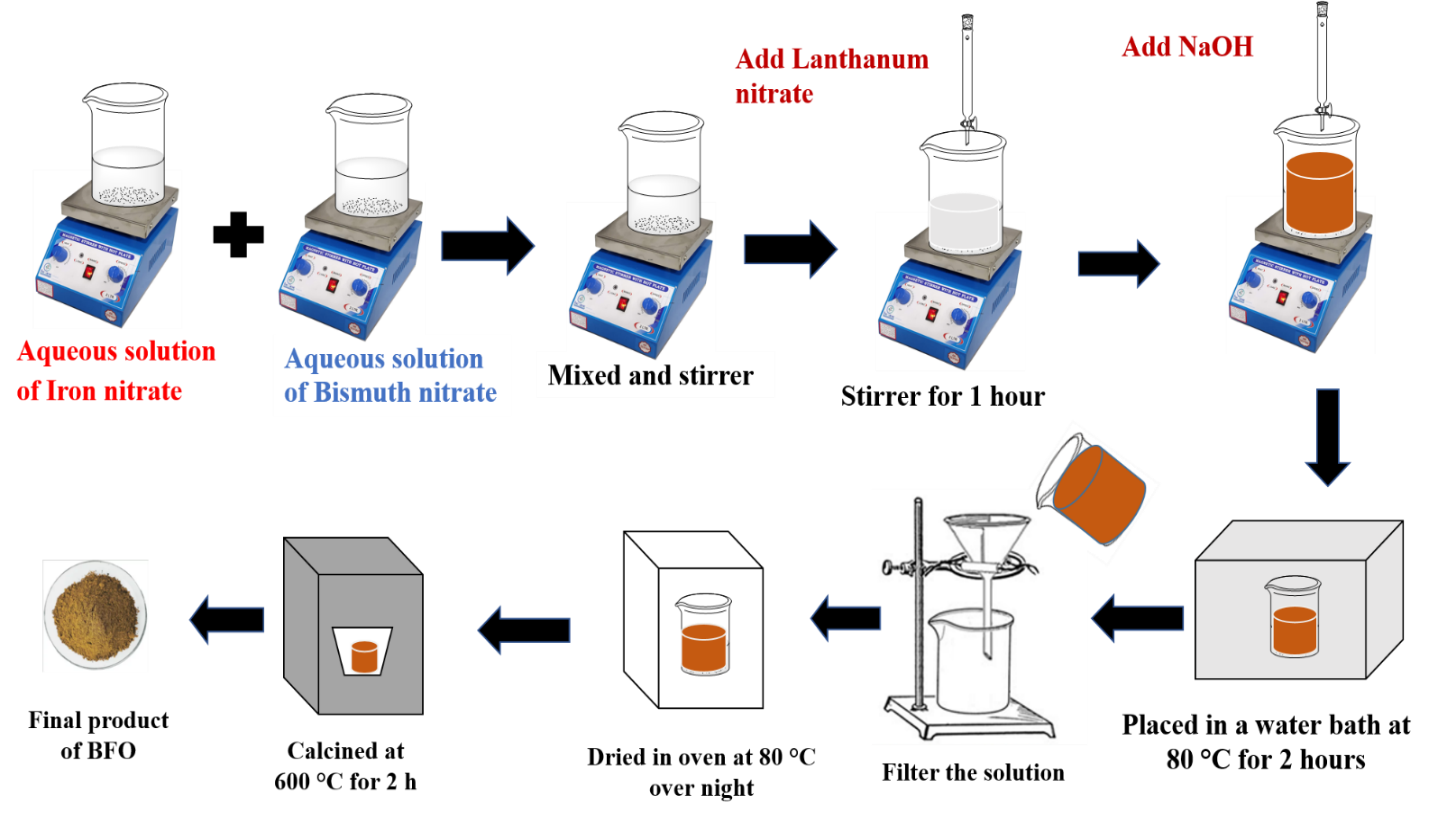 Aqueous solution
of Iron nitrate
Aqueous solution
of Bismuth nitrate
Mixed and stirrer
Add Lanthanum
nitrate
Stirrer for 1 hour
Add NaOH
Placed in a water bath at
80 °C for 2 hours
Filter the solution
Dried in oven at 80 °C
over night
Calcined at
600 °C for 2 h
Final product
of BFO